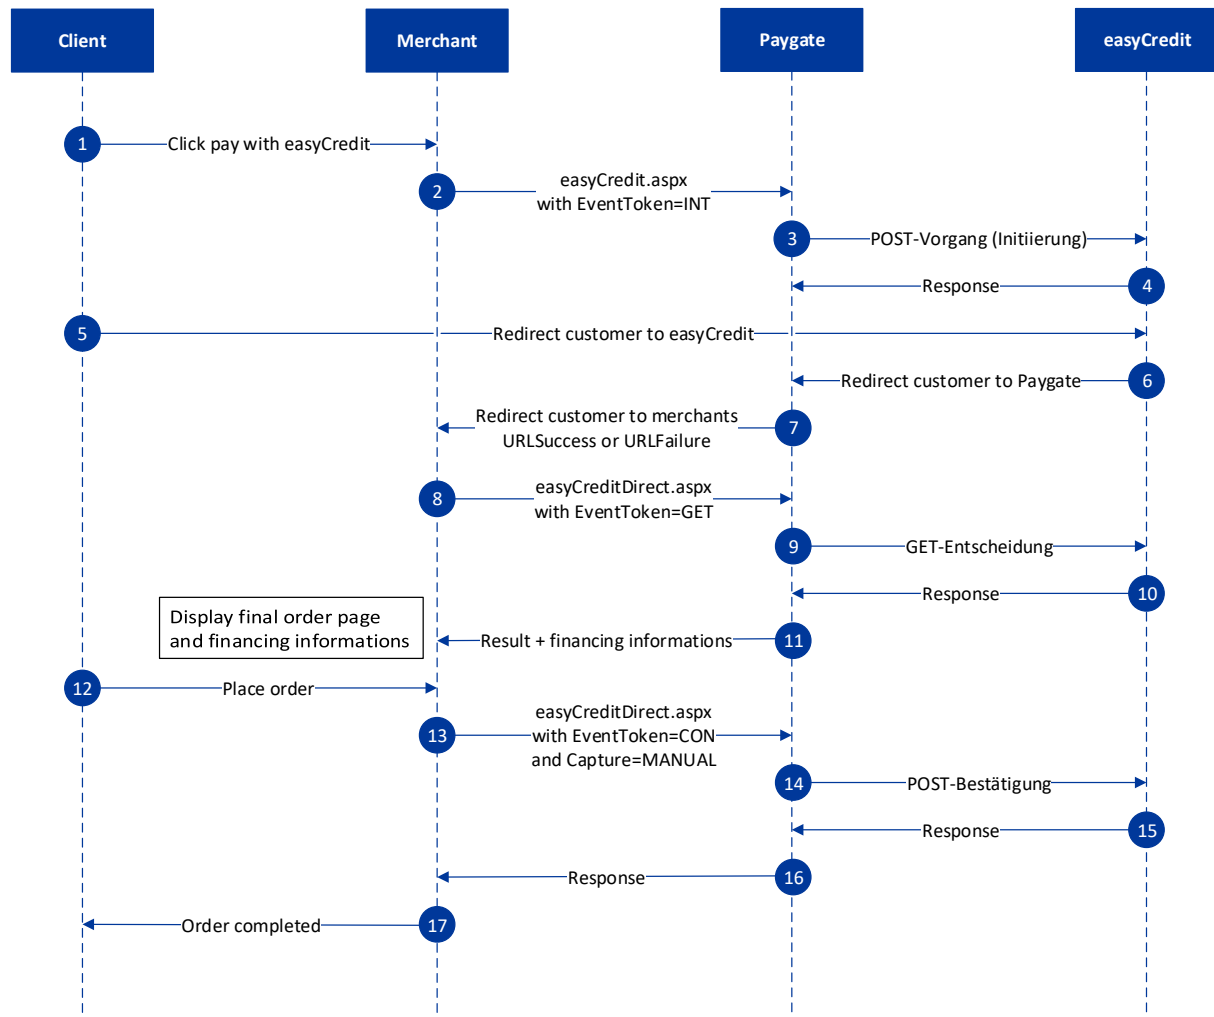 Client
Merchant
Paygate
easyCredit
1
Click pay with easyCredit
2
easyCredit.aspx
with EventToken=INT
3
POST-Vorgang (Initiierung)
Response
4
5
Redirect customer to easyCredit
Redirect customer to Paygate
6
Redirect customer to merchants
URLSuccess or URLFailure
7
8
easyCreditDirect.aspx
with EventToken=GET
9
GET-Entscheidung
Response
10
Display final order page
and financing informations
Result + financing informations
11
12
Place order
13
easyCreditDirect.aspx
with EventToken=CON
and Capture=MANUAL
14
POST-Bestätigung
Response
15
Response
16
Order completed
17